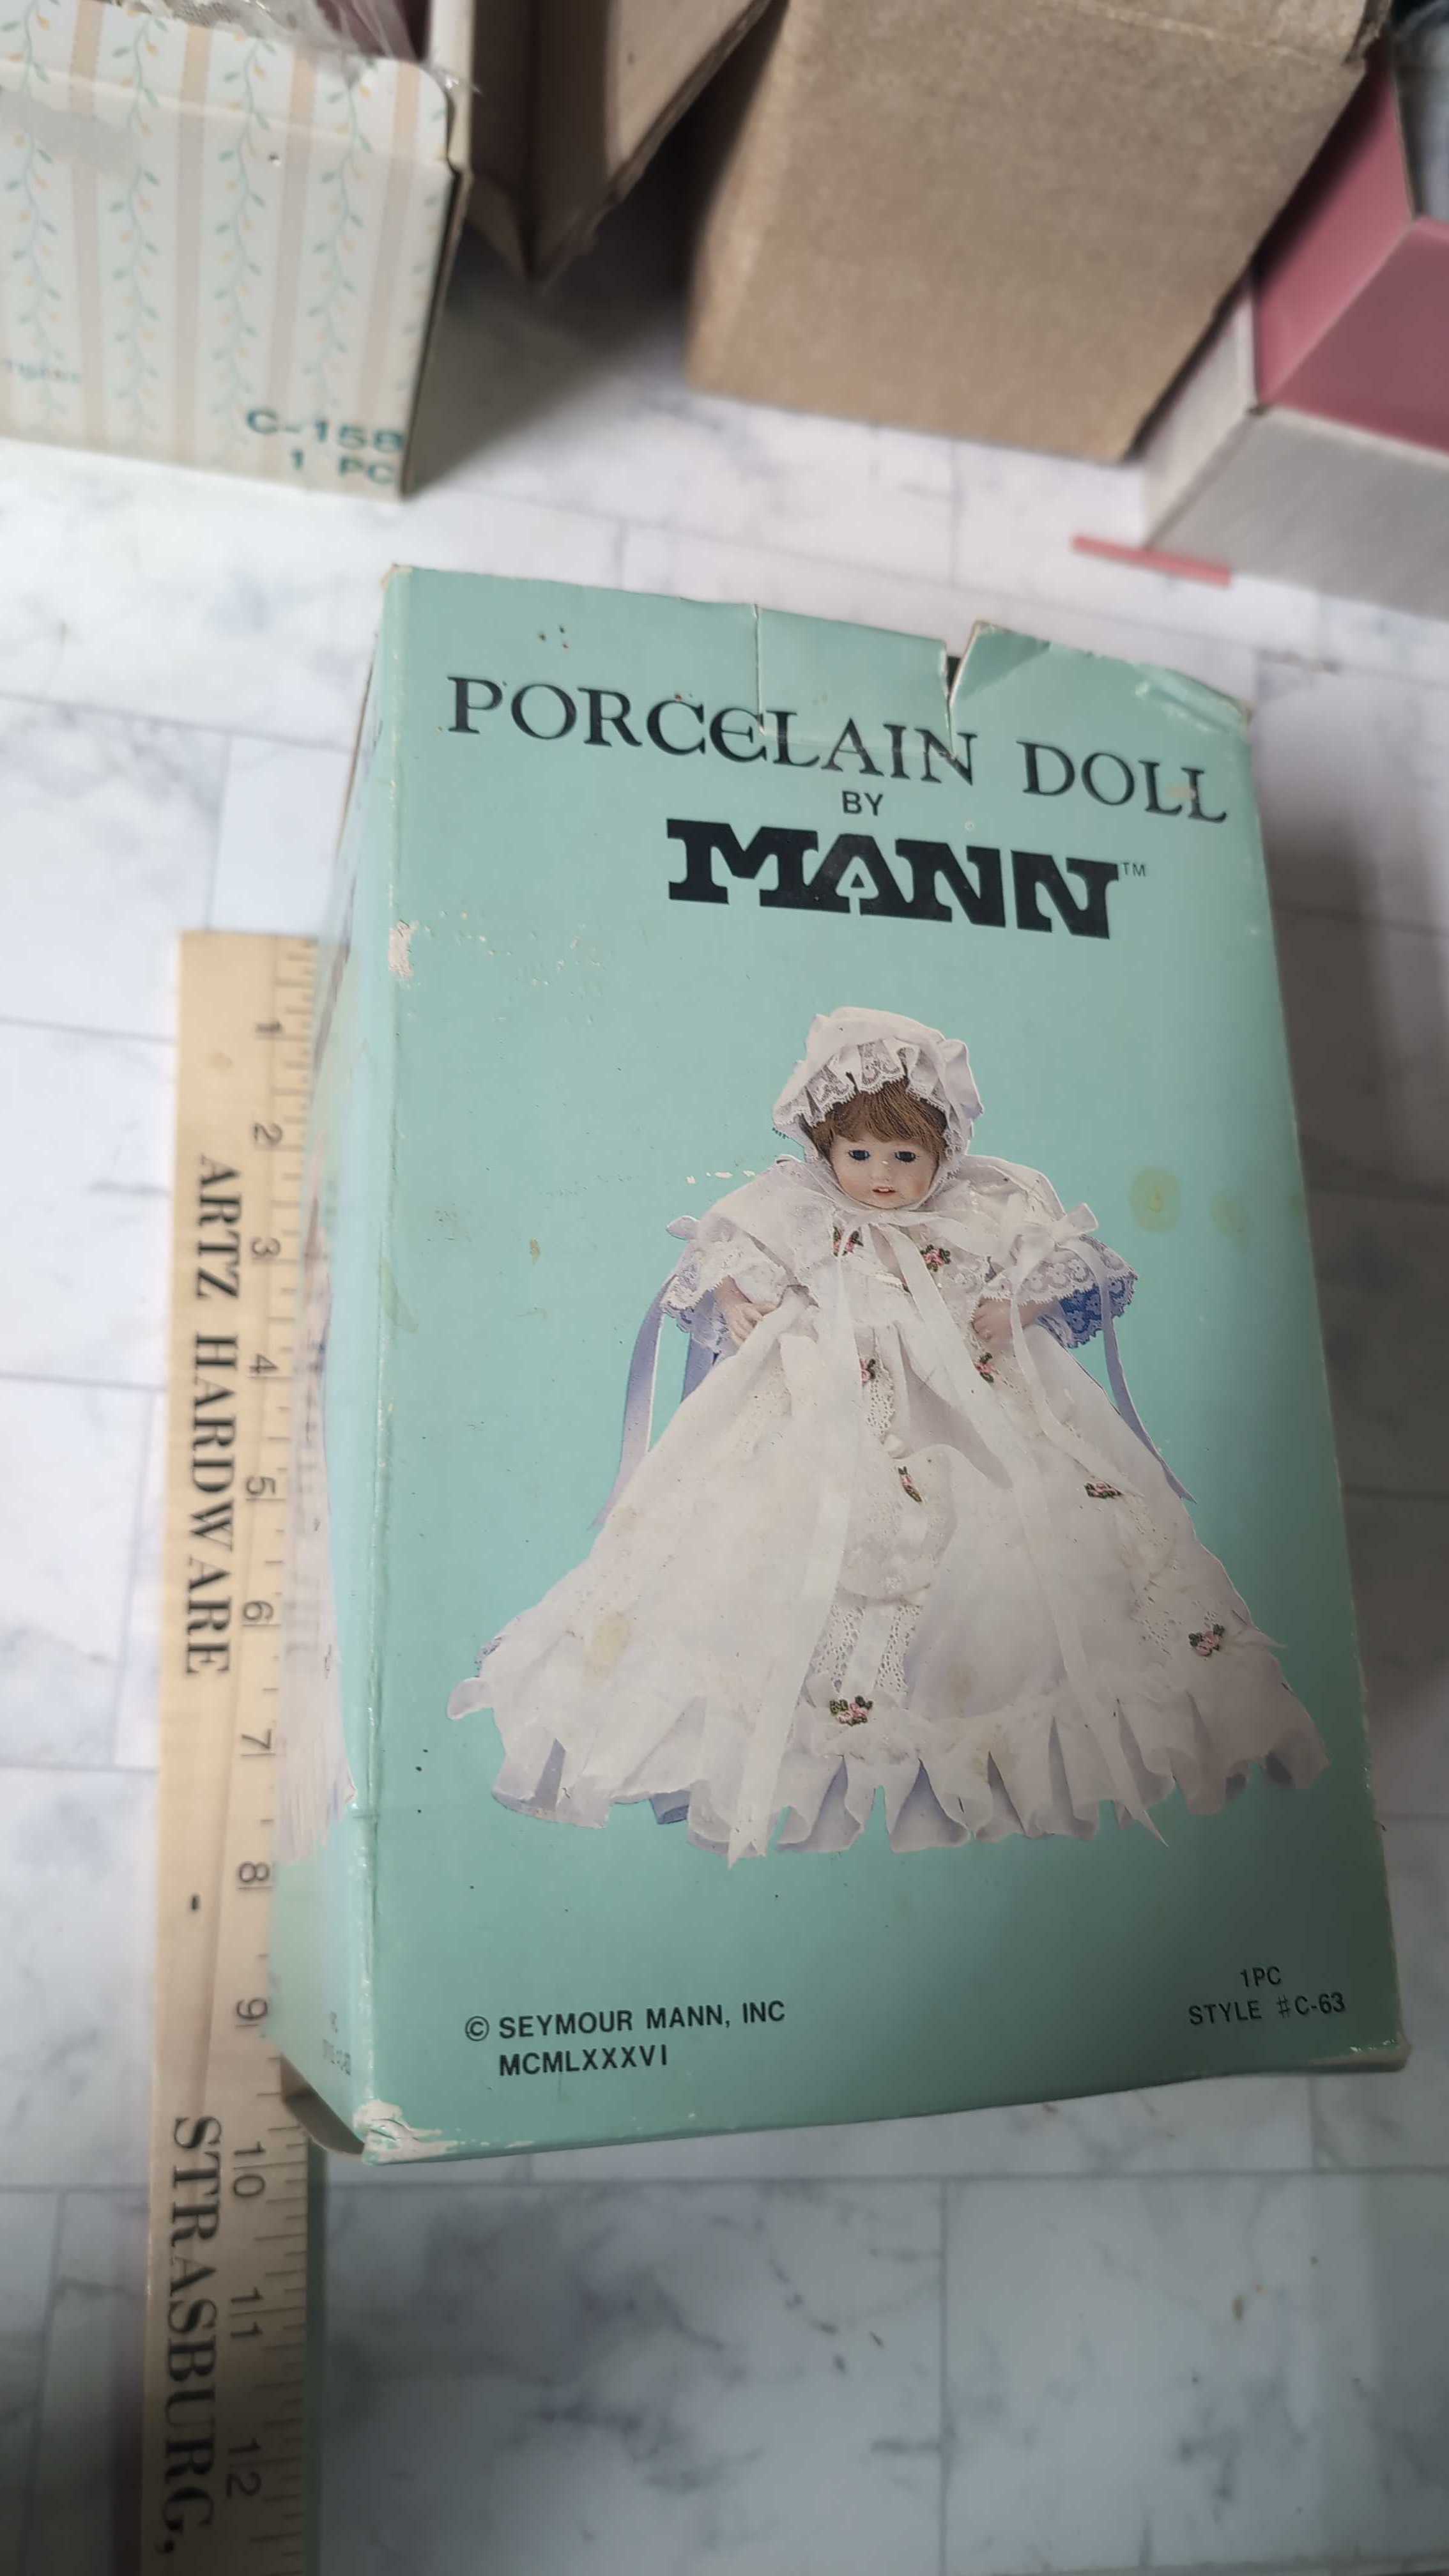 C-158
1 PC
PORCELAIN DOLL
BY
MANN™
© SEYMOUR MANN, INC
MCMLXXXVI
1PC
STYLE #C-63
1 2 3 4 5 6 7 8 9 10 11 12
ARTZ HARDWARE - STRASBURG,